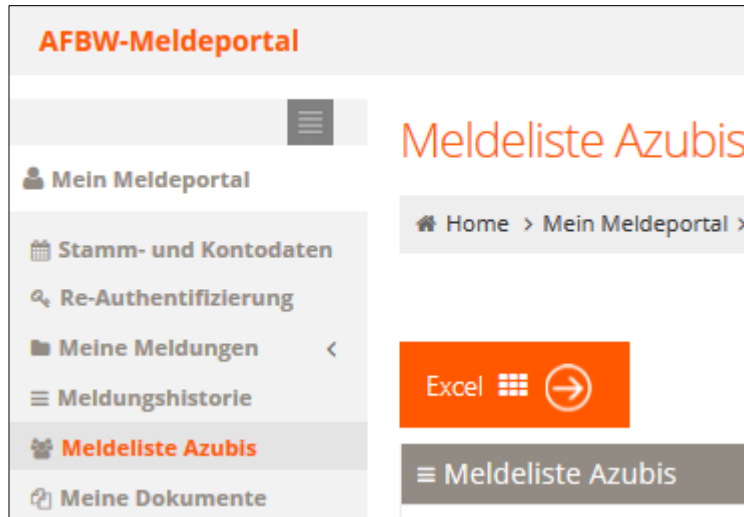 AFBW-Meldeportal
Mein Meldeportal
Stamm- und Kontodaten
Re-Authentifizierung
Meine Meldungen
Meldungshistorie
Meldeliste Azubis
Meine Dokumente
Meldeliste Azubis
Home > Mein Meldeportal >
Excel
Meldeliste Azubis